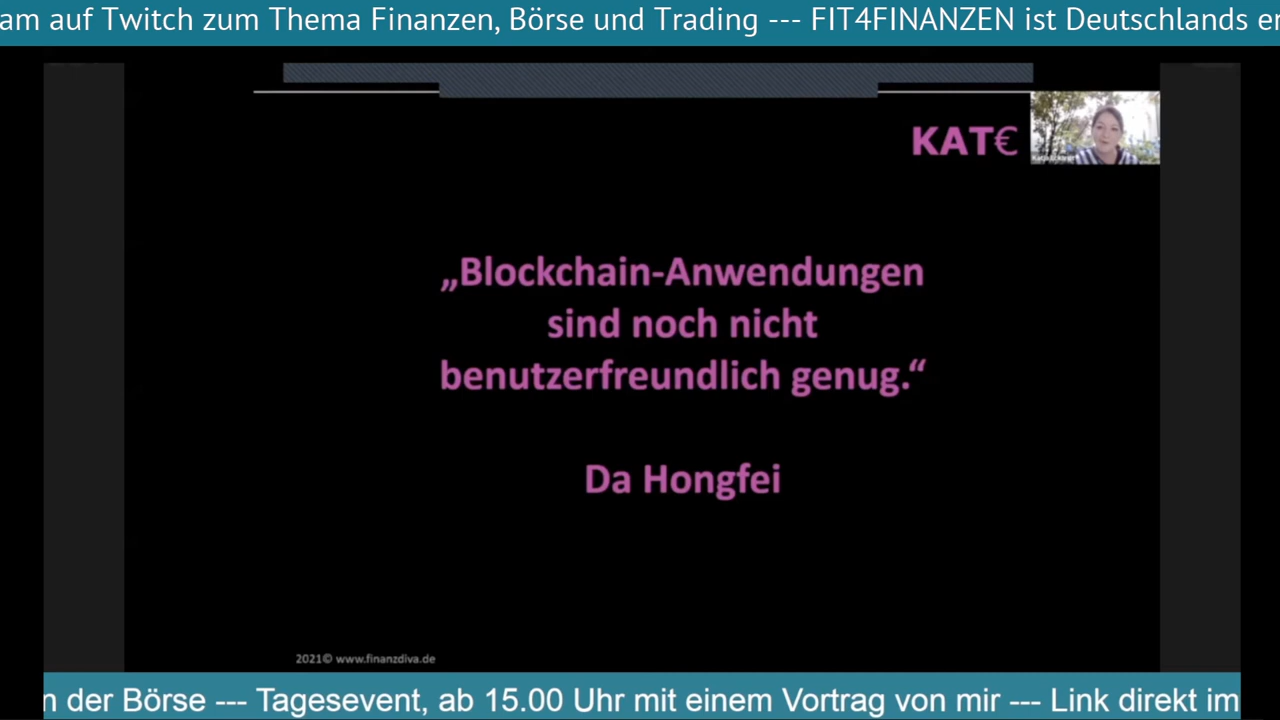 am auf Twitch zum Thema Finanzen, Börse und Trading --- FIT4FINANZEN ist Deutschlands er
KAT€
„Blockchain-Anwendungen
sind noch nicht
benutzerfreundlich genug.“
Da Hongfei
2021© www.finanzdiva.de
n der Börse --- Tagesevent, ab 15.00 Uhr mit einem Vortrag von mir --- Link direkt im